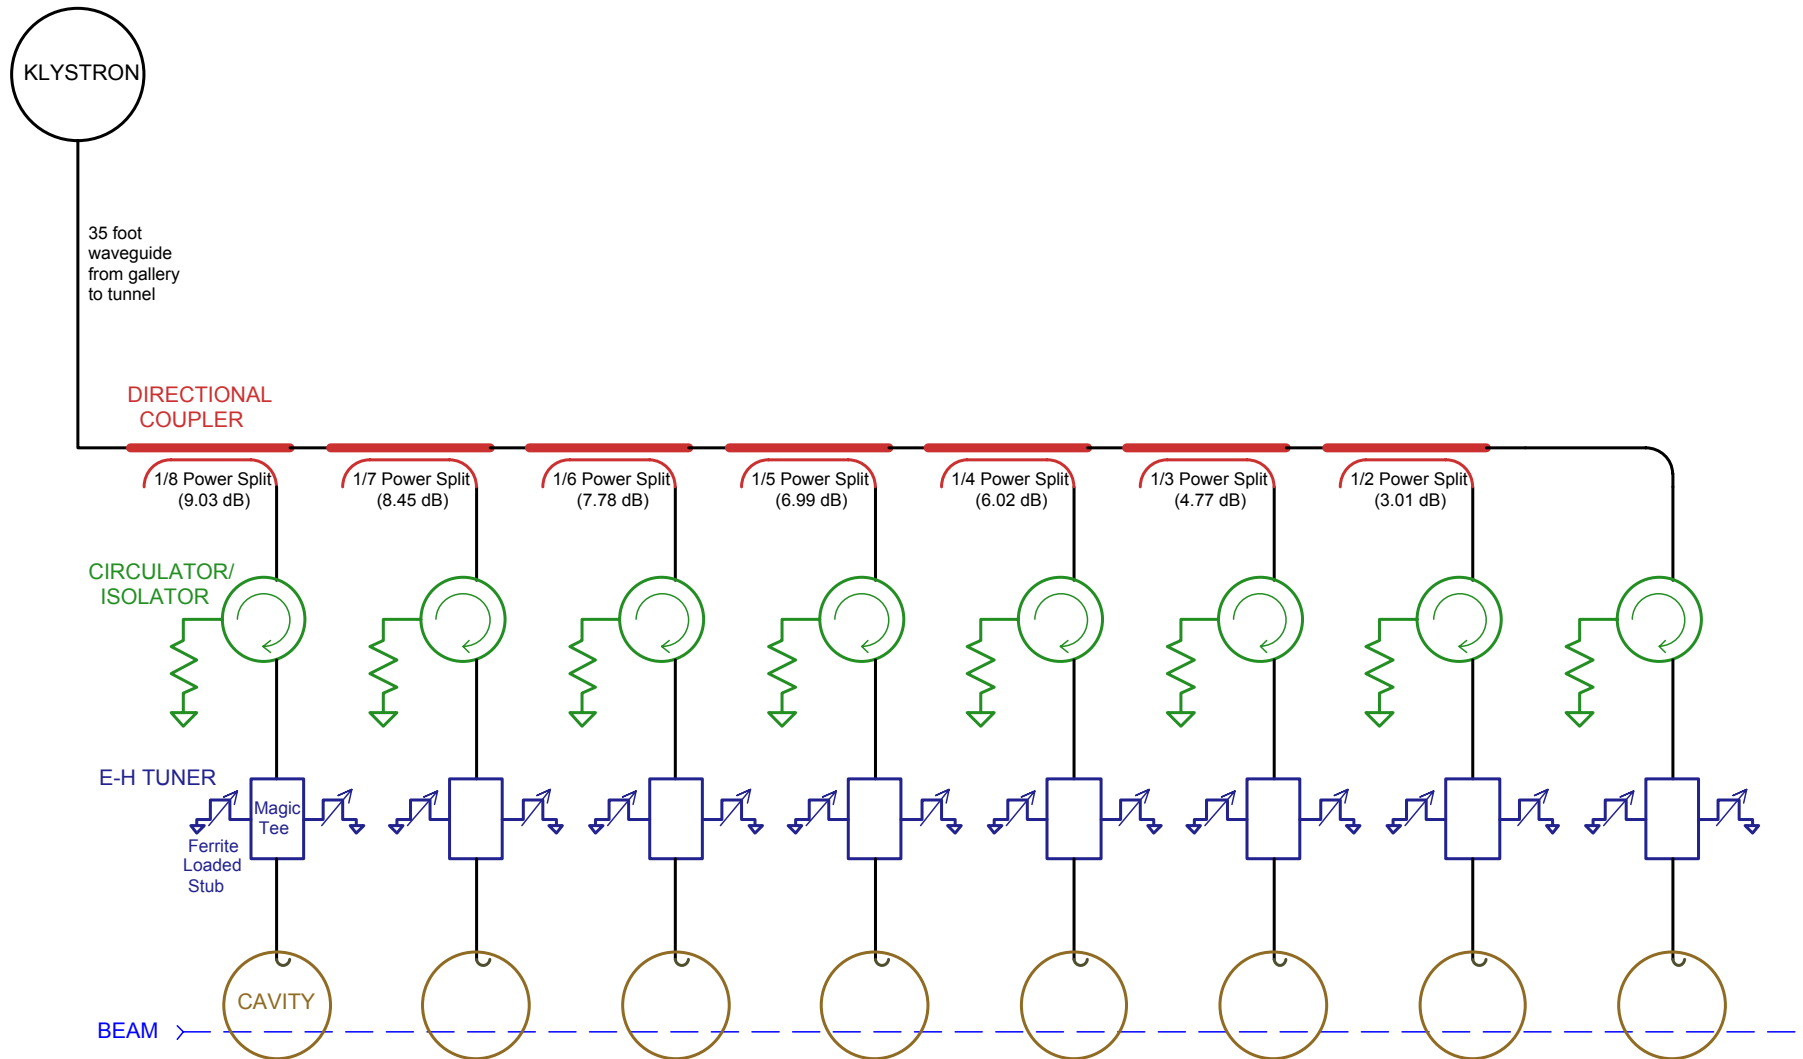 KLYSTRON
35 foot
waveguide
from gallery
to tunnel
DIRECTIONAL
COUPLER
1/8 Power Split
(9.03 dB)
1/7 Power Split
(8.45 dB)
1/6 Power Split
(7.78 dB)
1/5 Power Split
(6.99 dB)
1/4 Power Split
(6.02 dB)
1/3 Power Split
(4.77 dB)
1/2 Power Split
(3.01 dB)
CIRCULATOR/
ISOLATOR
E-H TUNER
Magic
Tee
Ferrite
Loaded
Stub
CAVITY
BEAM